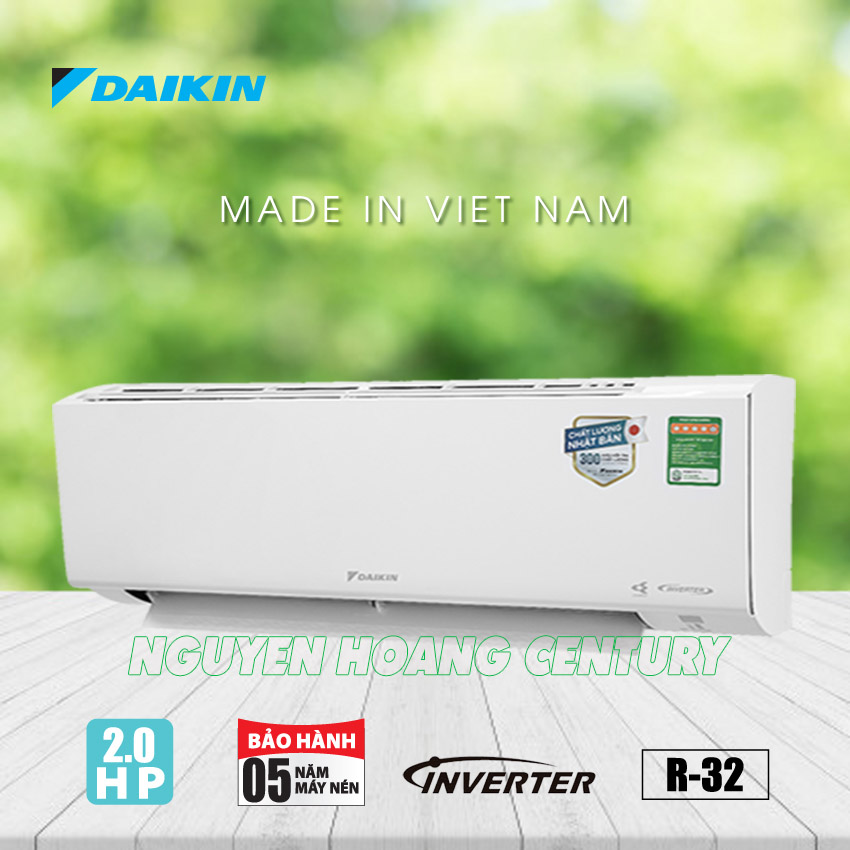 DAIKIN
MADE IN VIET NAM
CHẤT LƯỢNG
NHẬT BẢN
300
DAIKIN
INVERTER
NGUYEN HOANG CENTURY
2.0
HP
BẢO HÀNH
05 NĂM
MÁY NÉN
INVERTER
R-32